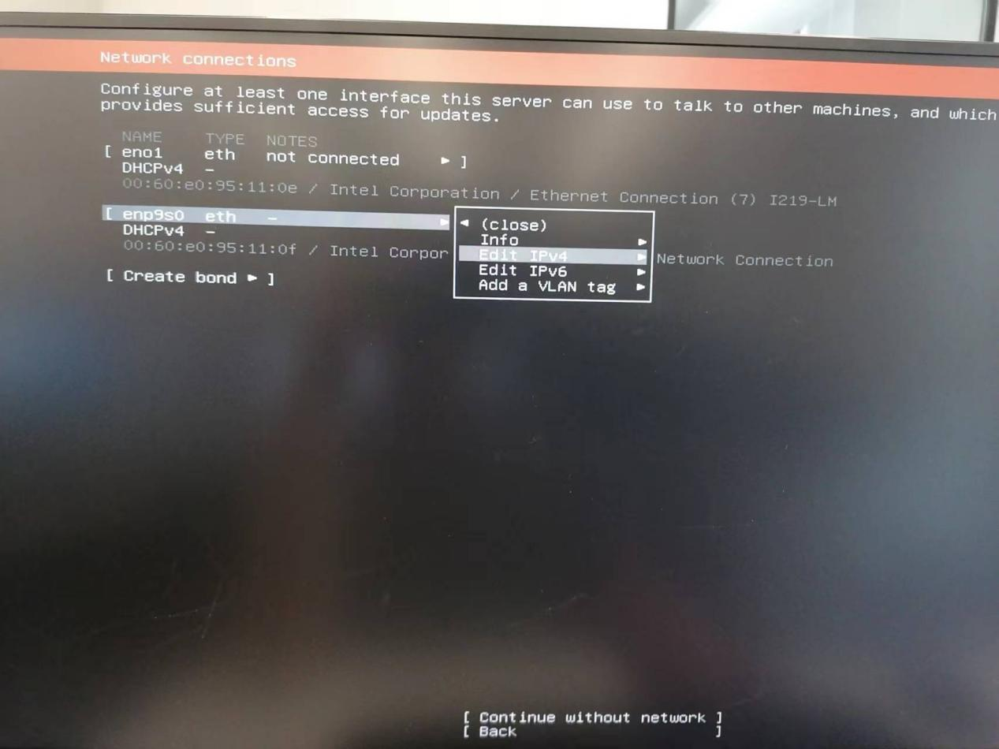 Network connections
Configure at least one interface this server can use to talk to other machines, and which
provides sufficient access for updates.
NAME TYPE NOTES
[ eno1 eth not connected ▸ ]
DHCPv4 –
00:60:e0:95:11:0e / Intel Corporation / Ethernet Connection (7) I219-LM
[ enp9s0 eth – ▸
DHCPv4 –
00:60:e0:95:11:0f / Intel Corpor
Network Connection
◂ (close)
Info ▸
Edit IPv4 ▸
Edit IPv6 ▸
Add a VLAN tag ▸
[ Create bond ▸ ]
[ Continue without network ]
[ Back ]